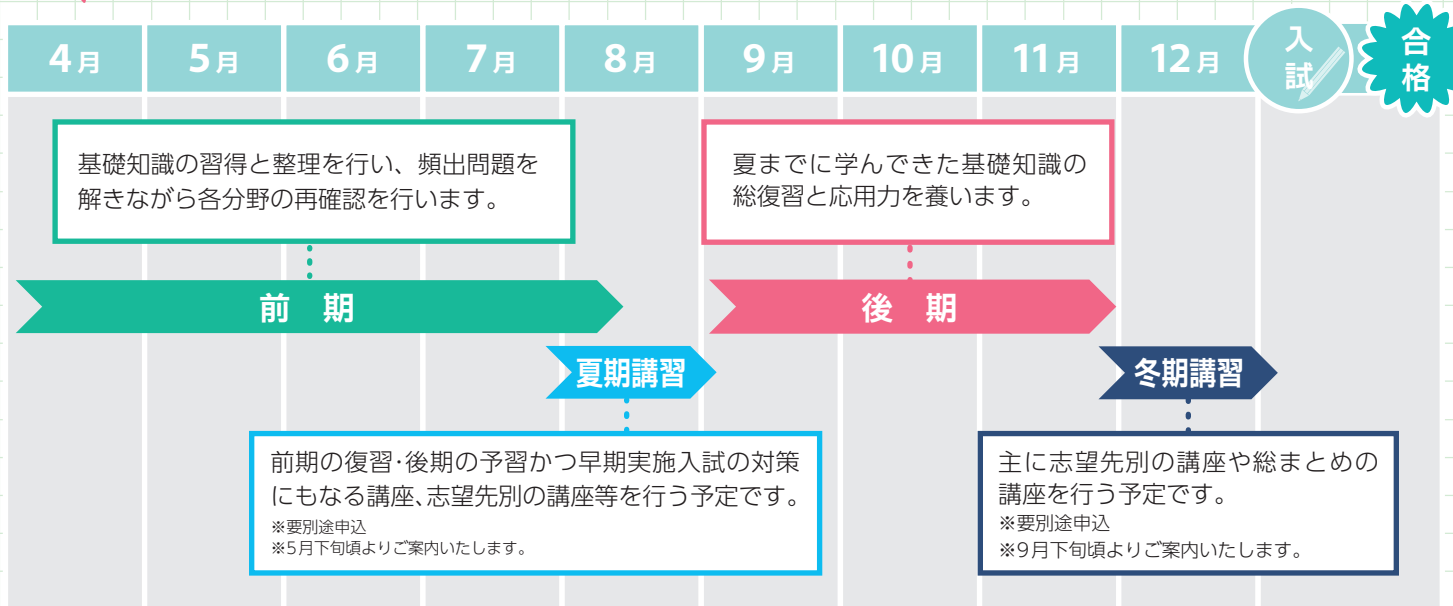 4月 5月 6月 7月 8月 9月 10月 11月 12月 入試 合格
基礎知識の習得と整理を行い、頻出問題を
解きながら各分野の再確認を行います。
夏までに学んできた基礎知識の
総復習と応用力を養います。
前　期
後　期
夏期講習
冬期講習
前期の復習・後期の予習かつ早期実施入試の対策
にもなる講座、志望先別の講座等を行う予定です。
※要別途申込
※5月下旬頃よりご案内いたします。
主に志望先別の講座や総まとめの
講座を行う予定です。
※要別途申込
※9月下旬頃よりご案内いたします。